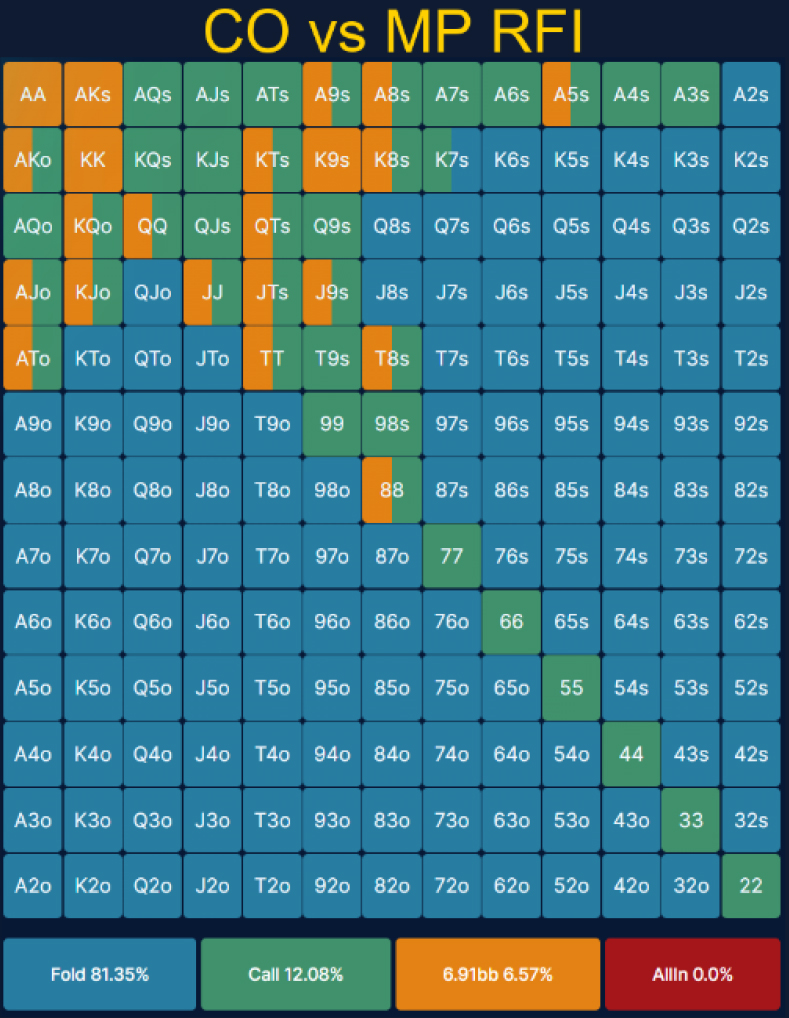 CO vs MP RFI
AA AKs AQs AJs ATs A9s A8s A7s A6s A5s A4s A3s A2s
AKo KK KQs KJs KTs K9s K8s K7s K6s K5s K4s K3s K2s
AQo KQo QQ QJs QTs Q9s Q8s Q7s Q6s Q5s Q4s Q3s Q2s
AJo KJo QJo JJ JTs J9s J8s J7s J6s J5s J4s J3s J2s
ATo KTo QTo JTo TT T9s T8s T7s T6s T5s T4s T3s T2s
A9o K9o Q9o J9o T9o 99 98s 97s 96s 95s 94s 93s 92s
A8o K8o Q8o J8o T8o 98o 88 87s 86s 85s 84s 83s 82s
A7o K7o Q7o J7o T7o 97o 87o 77 76s 75s 74s 73s 72s
A6o K6o Q6o J6o T6o 96o 86o 76o 66 65s 64s 63s 62s
A5o K5o Q5o J5o T5o 95o 85o 75o 65o 55 54s 53s 52s
A4o K4o Q4o J4o T4o 94o 84o 74o 64o 54o 44 43s 42s
A3o K3o Q3o J3o T3o 93o 83o 73o 63o 53o 43o 33 32s
A2o K2o Q2o J2o T2o 92o 82o 72o 62o 52o 42o 32o 22
Fold 81.35% Call 12.08% 6.91bb 6.57% AllIn 0.0%